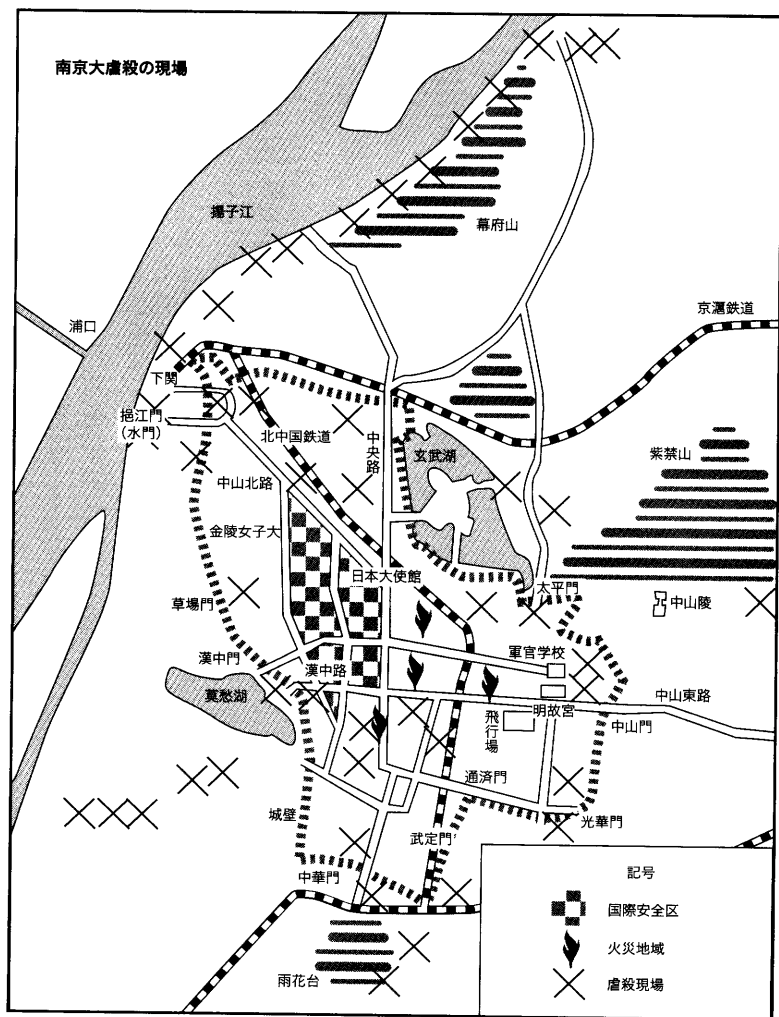 南京大虐殺の現場
揚子江
幕府山
京滬鉄道
浦口
下関
挹江門
（水門）
北中国鉄道
中央路
玄武湖
紫禁山
中山北路
金陵女子大
日本大使館
太平門
中山陵
草場門
漢中門
漢中路
軍官学校
莫愁湖
明故宮
飛行場
中山東路
中山門
通済門
城壁
武定門
光華門
中華門
雨花台
記号
国際安全区
火災地域
虐殺現場